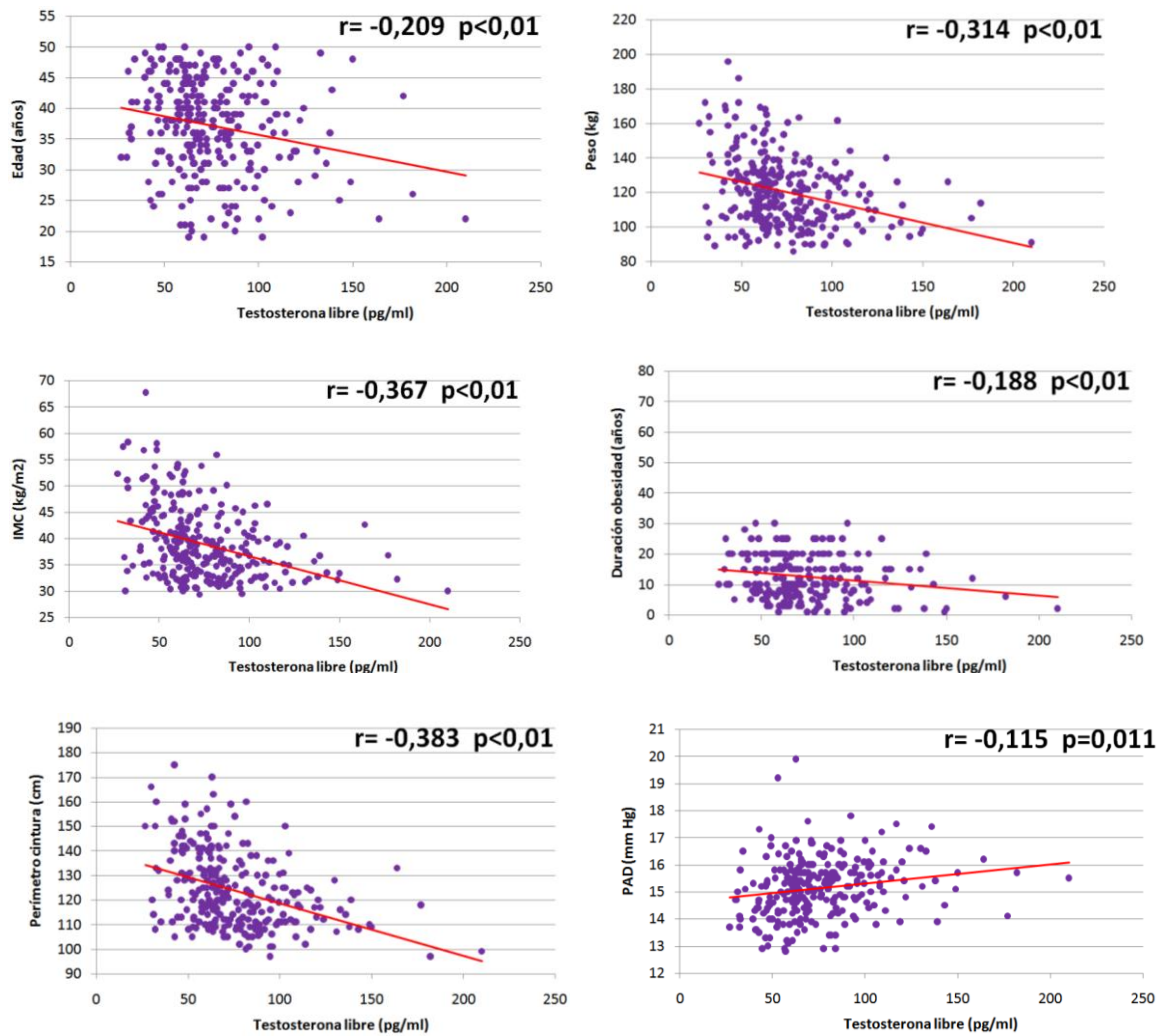 r= -0,209 p<0,01
Edad (años)
55
50
45
40
35
30
25
20
15
0 50 100 150 200 250
Testosterona libre (pg/ml)
r= -0,314 p<0,01
Peso (kg)
220
200
180
160
140
120
100
80
0 50 100 150 200 250
Testosterona libre (pg/ml)
r= -0,367 p<0,01
IMC (kg/m2)
70
65
60
55
50
45
40
35
30
25
0 50 100 150 200 250
Testosterona libre (pg/ml)
r= -0,188 p<0,01
Duración obesidad (años)
80
70
60
50
40
30
20
10
0
0 50 100 150 200 250
Testosterona libre (pg/ml)
r= -0,383 p<0,01
Perímetro cintura (cm)
190
180
170
160
150
140
130
120
110
100
90
0 50 100 150 200 250
Testosterona libre (pg/ml)
r= -0,115 p=0,011
PAD (mm Hg)
21
20
19
18
17
16
15
14
13
12
0 50 100 150 200 250
Testosterona libre (pg/ml)